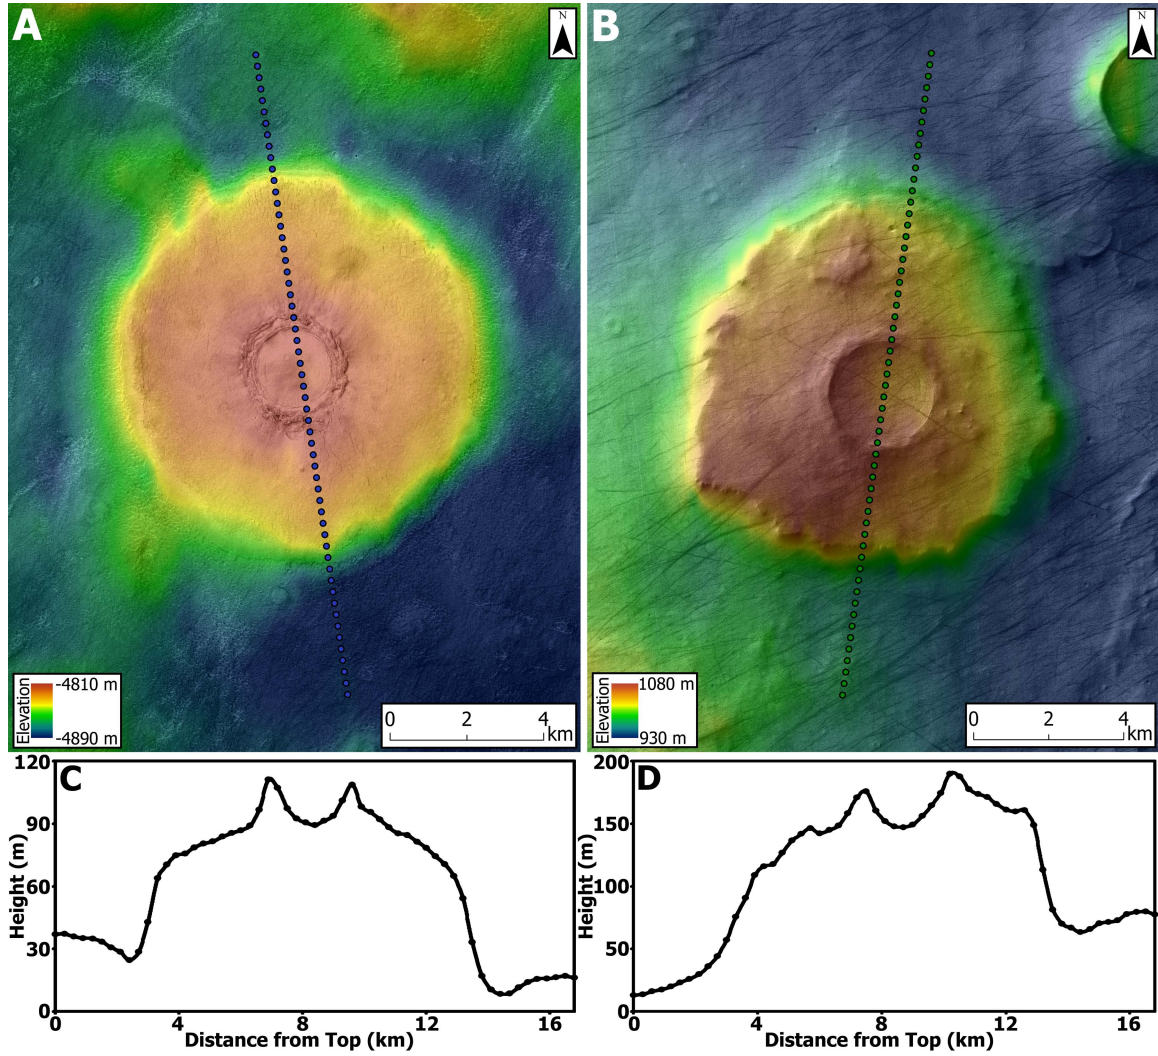 A
N
Elevation
-4810 m
-4890 m
0 2 4
km
B
N
Elevation
1080 m
930 m
0 2 4
km
C
120
90
60
30
0
Height (m)
0 4 8 12 16
Distance from Top (km)
D
200
150
100
50
0
Height (m)
0 4 8 12 16
Distance from Top (km)